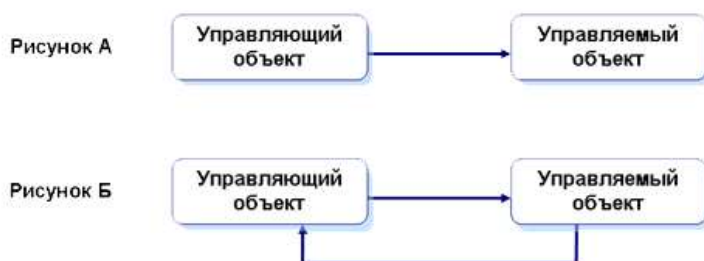 Рисунок А
Управляющий
объект
Управляемый
объект
Рисунок Б
Управляющий
объект
Управляемый
объект